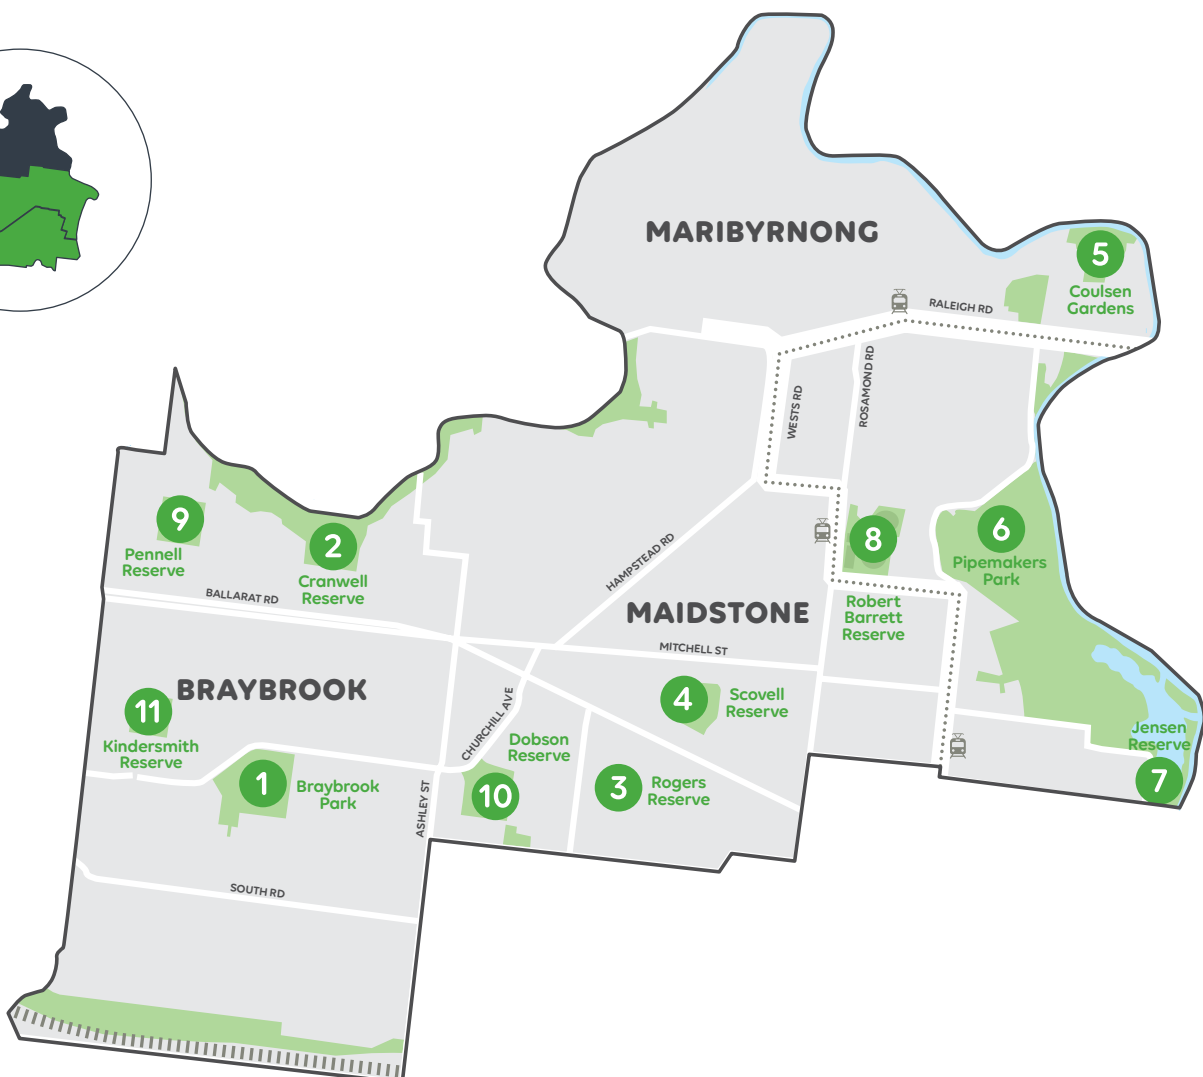 MARIBYRNONG
5
Coulsen
Gardens
RALEIGH RD
WESTS RD
ROSAMOND RD
9
Pennell
Reserve
2
Cranwell
Reserve
BALLARAT RD
HAMPSTEAD RD
8
Robert
Barrett
Reserve
6
Pipemakers
Park
MAIDSTONE
MITCHELL ST
BRAYBROOK
11
Kindersmith
Reserve
4
Scovell
Reserve
CHURCHILL AVE
Dobson
Reserve
10
3
Rogers
Reserve
Jensen
Reserve
7
1
Braybrook
Park
ASHLEY ST
SOUTH RD